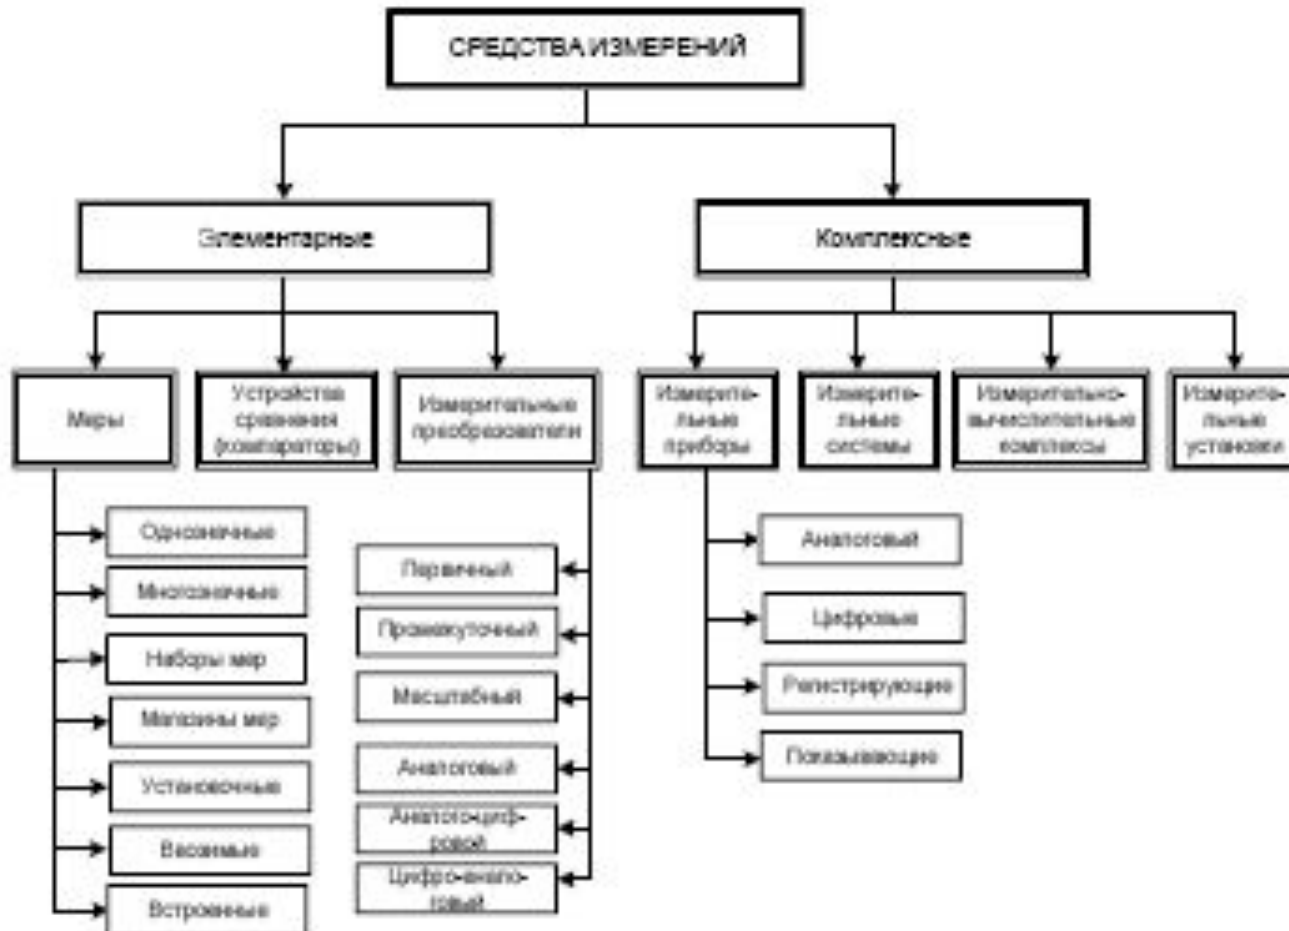 СРЕДСТВА ИЗМЕРЕНИЙ
Элементарные
Комплексные
Меры
Устройства
сравнения
(компараторы)
Измерительные
преобразователи
Измерите-
льные
приборы
Измерите-
льные
системы
Измерительно-
вычислительные
комплексы
Измерите-
льные
установки
Однозначные
Многозначные
Наборы мер
Магазины мер
Установочные
Ввозимые
Встроенные
Первичный
Промежуточный
Масштабный
Аналоговый
Аналого-циф-
ровой
Цифро-анало-
говый
Аналоговый
Цифровые
Регистрирующие
Показывающие